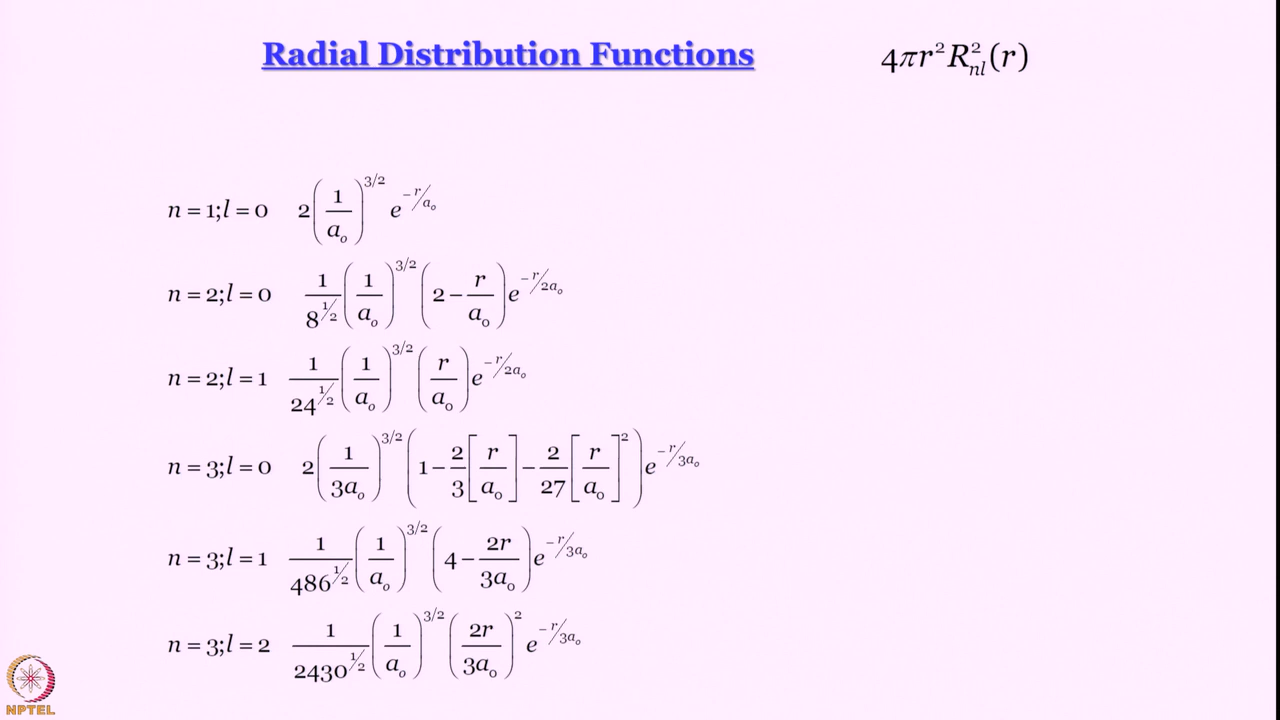 Radial Distribution Functions 4πr²R²ₙₗ(r)
n = 1; l = 0 2(1/aₒ)^{3/2} e^{−r/aₒ}
n = 2; l = 0 1/8^{1/2} (1/aₒ)^{3/2} (2 − r/aₒ) e^{−r/2aₒ}
n = 2; l = 1 1/24^{1/2} (1/aₒ)^{3/2} (r/aₒ) e^{−r/2aₒ}
n = 3; l = 0 2(1/3aₒ)^{3/2} (1 − 2/3 [r/aₒ] − 2/27 [r/aₒ]²) e^{−r/3aₒ}
n = 3; l = 1 1/486^{1/2} (1/aₒ)^{3/2} (4 − 2r/3aₒ) e^{−r/3aₒ}
n = 3; l = 2 1/2430^{1/2} (1/aₒ)^{3/2} (2r/3aₒ)² e^{−r/3aₒ}
NPTEL